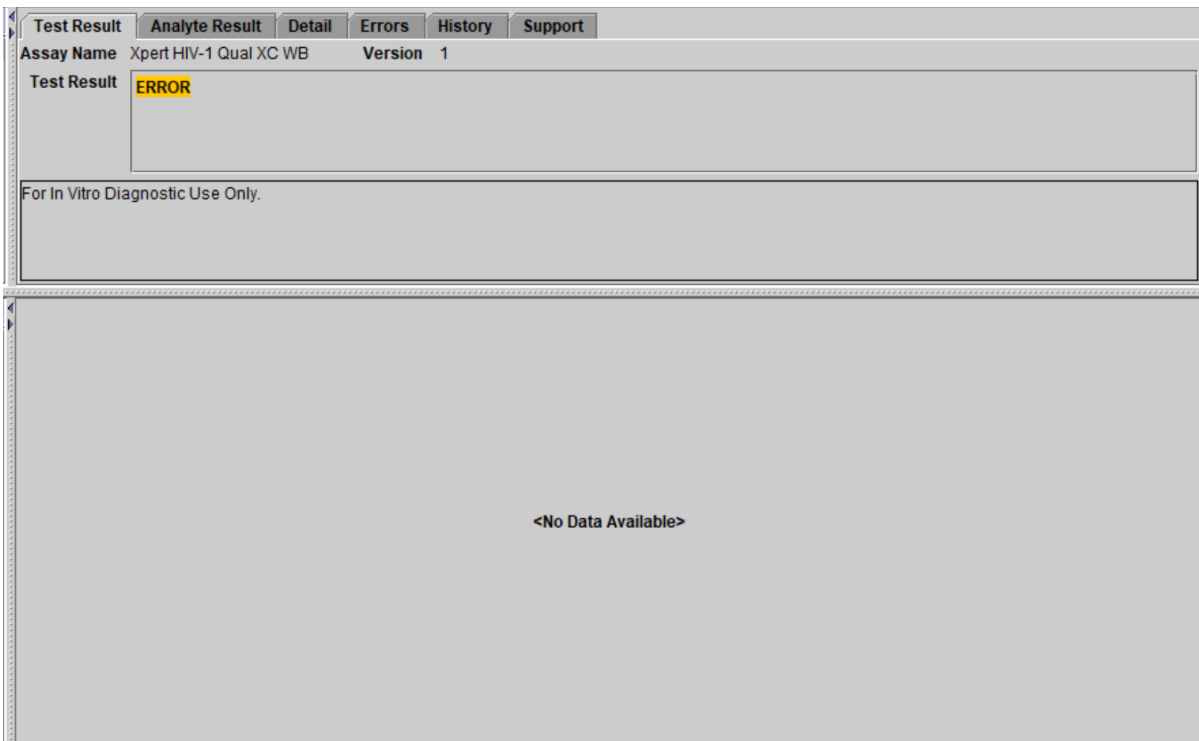 Test Result Analyte Result Detail Errors History Support
Assay Name Xpert HIV-1 Qual XC WB Version 1
Test Result ERROR
For In Vitro Diagnostic Use Only.
<No Data Available>